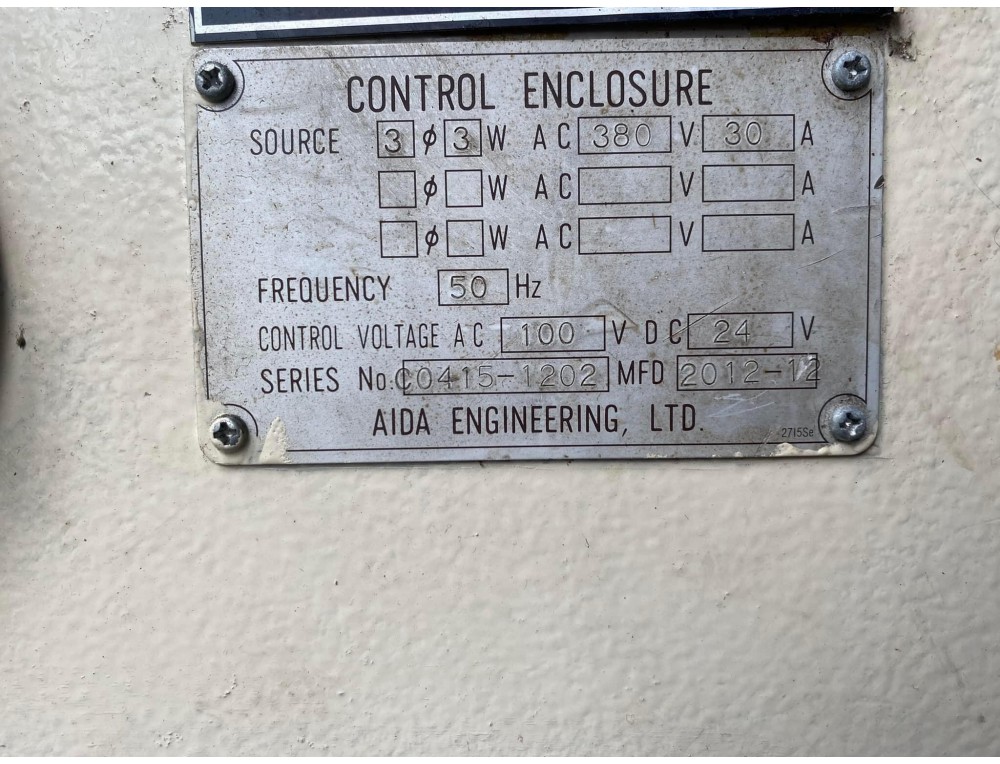 CONTROL ENCLOSURE
SOURCE 3 φ 3 W AC 380 V 30 A
φ W AC V A
φ W AC V A
FREQUENCY 50 Hz
CONTROL VOLTAGE AC 100 V DC 24 V
SERIES No. C0415-1202 MFD 2012-12
AIDA ENGINEERING, LTD.
2715Se